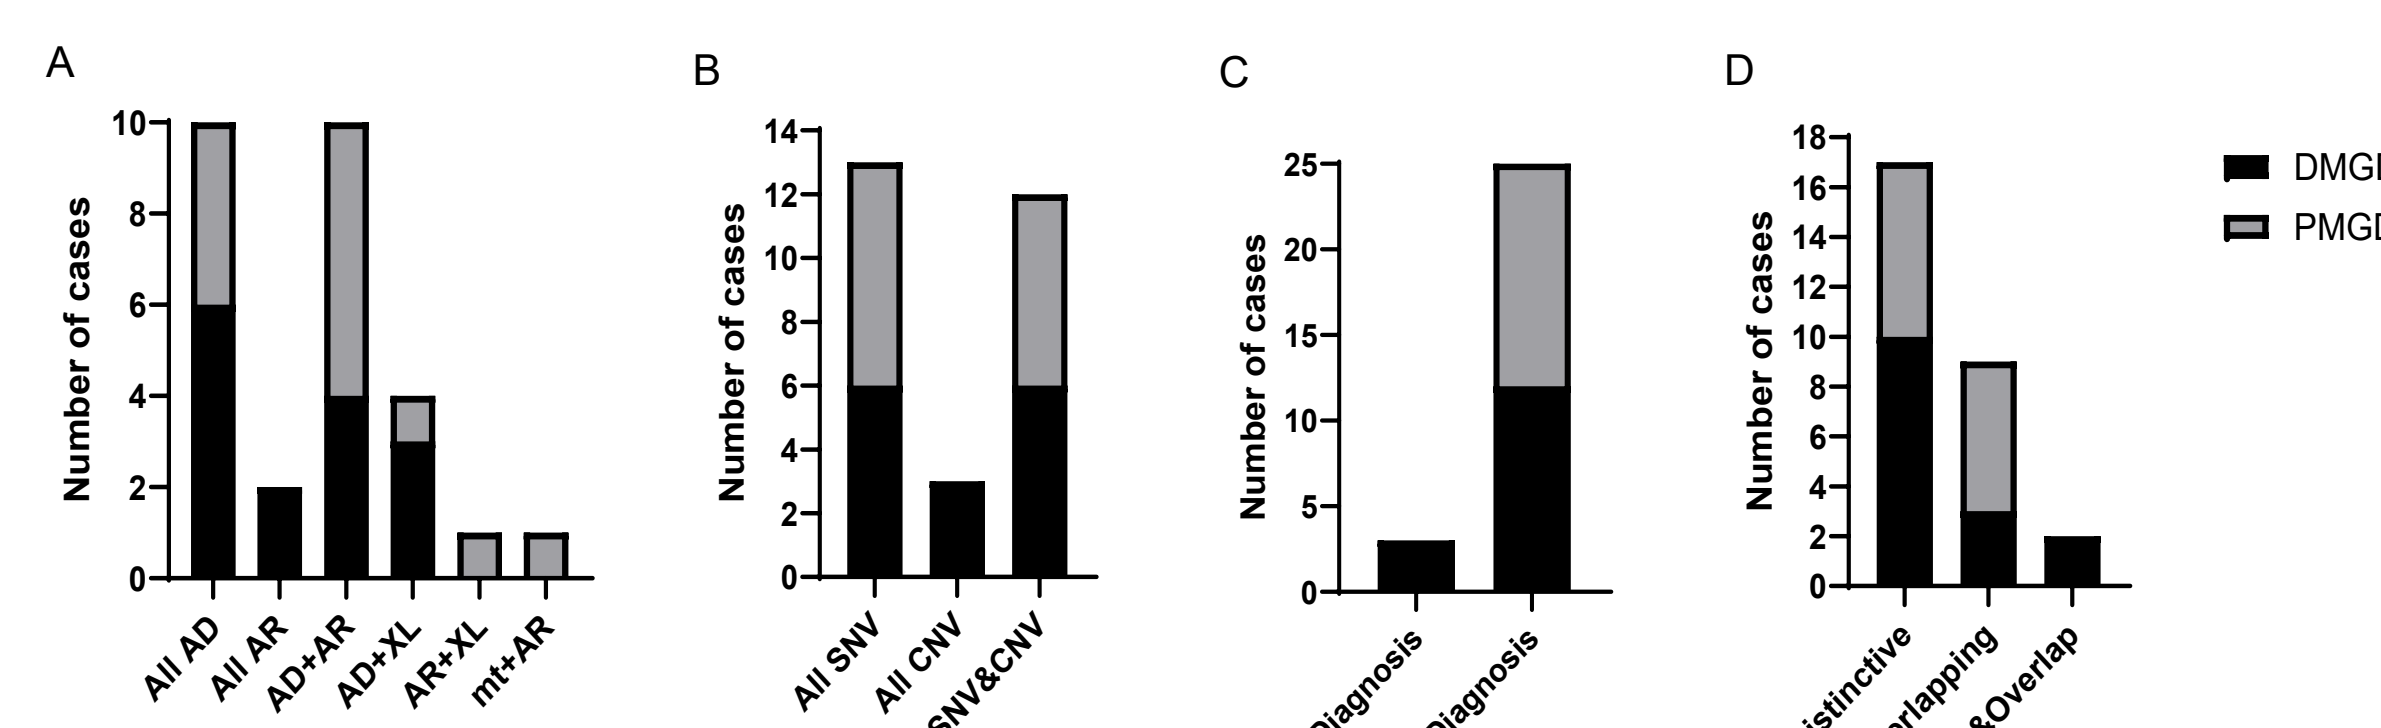 A
Number of cases
10
8
6
4
2
0
All AD
All AR
AD+AR
AD+XL
AR+XL
mt+AR
B
Number of cases
14
12
10
8
6
4
2
0
All SNV
All CNV
SNV&CNV
C
Number of cases
25
20
15
10
5
0
Diagnosis
Diagnosis
D
Number of cases
18
16
14
12
10
8
6
4
2
0
istinctive
erlapping
&Overlap
DMG
PMG